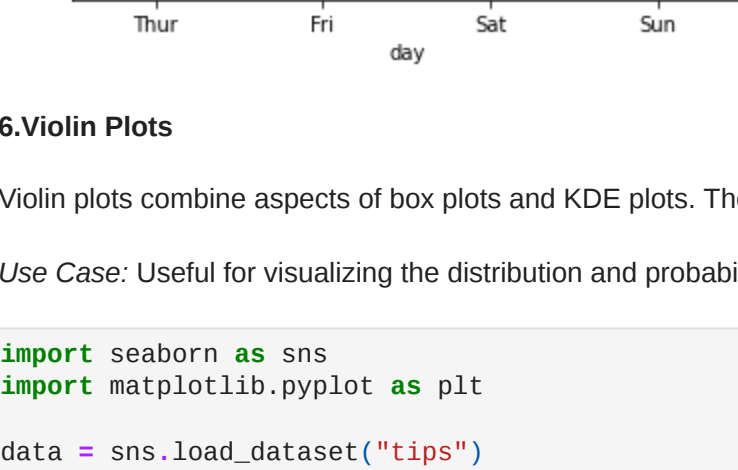 Thur Fri Sat Sun
day
6.Violin Plots
Violin plots combine aspects of box plots and KDE plots.
Use Case: Useful for visualizing the distribution and
import seaborn as sns
import matplotlib.pyplot as plt
data = sns.load_dataset("tips")